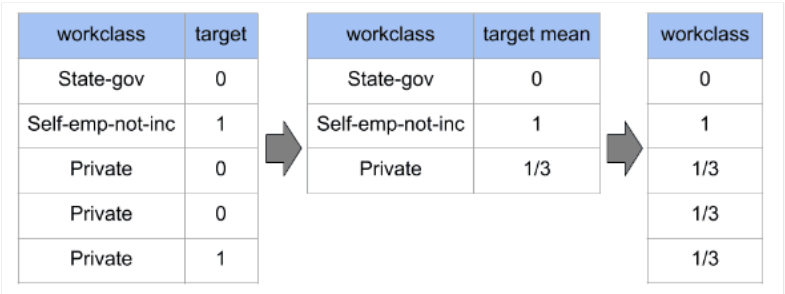 workclass target
State-gov 0
Self-emp-not-inc 1
Private 0
Private 0
Private 1
workclass target mean
State-gov 0
Self-emp-not-inc 1
Private 1/3
workclass
0
1
1/3
1/3
1/3